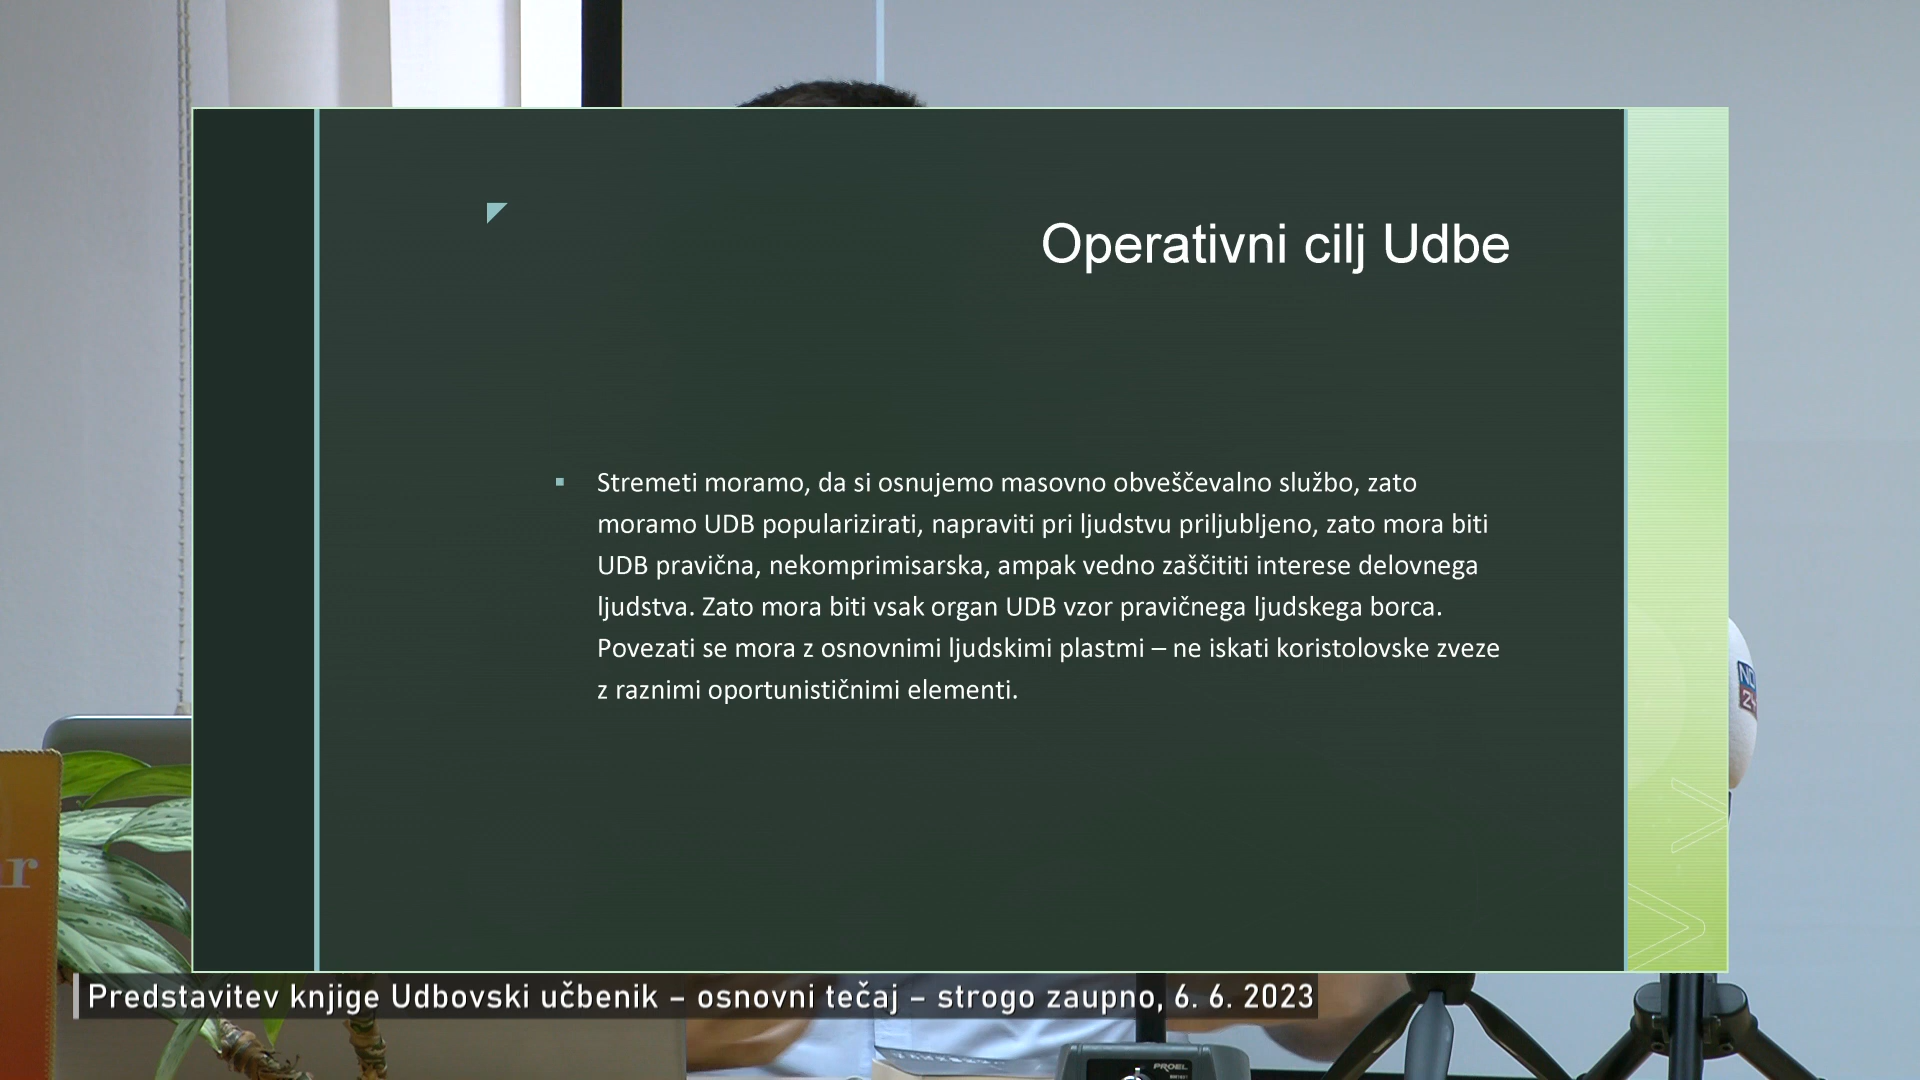 Operativni cilj Udbe
▪ Stremeti moramo, da si osnujemo masovno obveščevalno službo, zato
moramo UDB popularizirati, napraviti pri ljudstvu priljubljeno, zato mora biti
UDB pravična, nekomprimisarska, ampak vedno zaščititi interese delovnega
ljudstva. Zato mora biti vsak organ UDB vzor pravičnega ljudskega borca.
Povezati se mora z osnovnimi ljudskimi plastmi – ne iskati koristolovske zveze
z raznimi oportunističnimi elementi.
Predstavitev knjige Udbovski učbenik – osnovni tečaj – strogo zaupno, 6. 6. 2023
PROEL